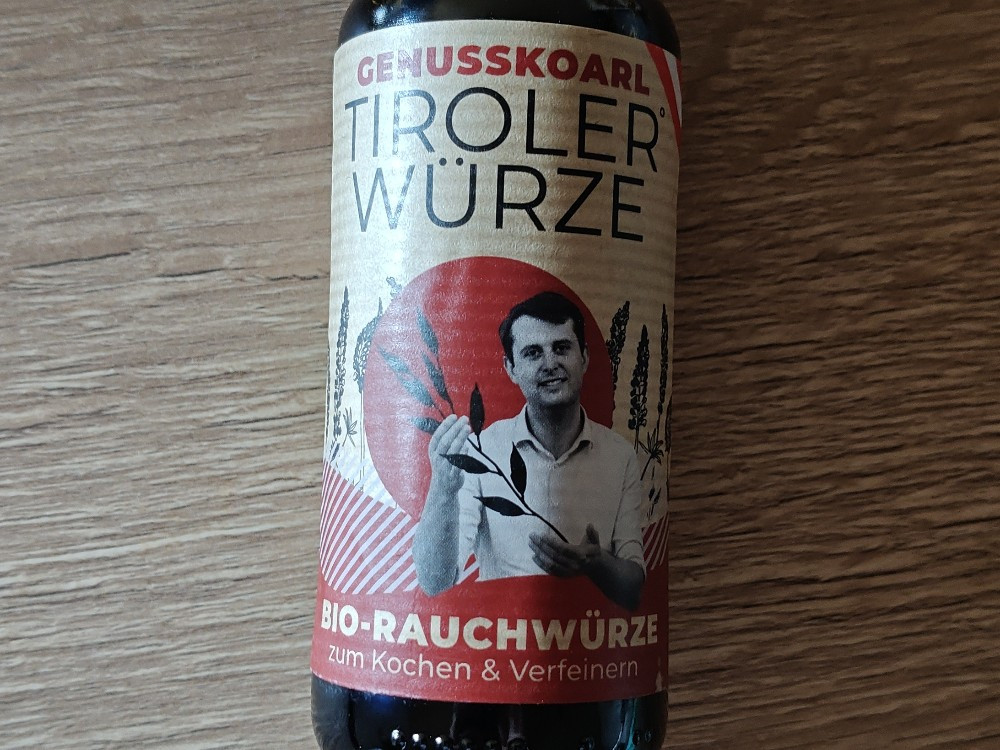 GENUSSKOARL
TIROLER°
WÜRZE
BIO-RAUCHWÜRZE
zum Kochen & Verfeinern